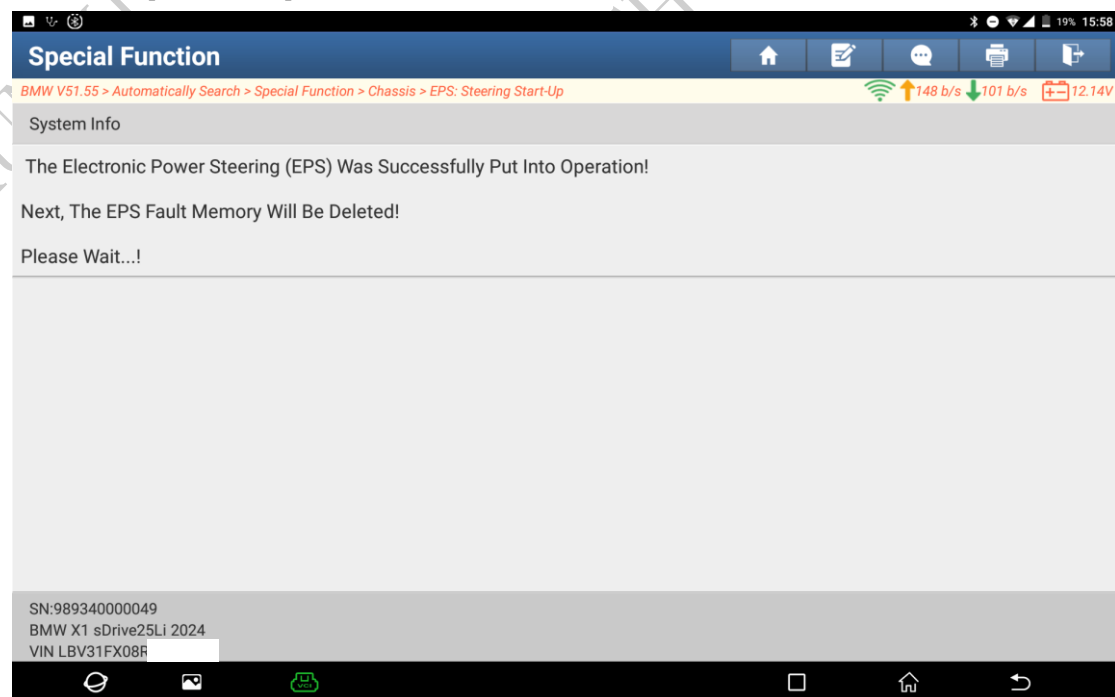 19% 15:58
Special Function
BMW V51.55 > Automatically Search > Special Function > Chassis > EPS: Steering Start-Up
148 b/s 101 b/s 12.14V
System Info
The Electronic Power Steering (EPS) Was Successfully Put Into Operation!
Next, The EPS Fault Memory Will Be Deleted!
Please Wait...!
SN:989340000049
BMW X1 sDrive25Li 2024
VIN LBV31FX08R
VCI